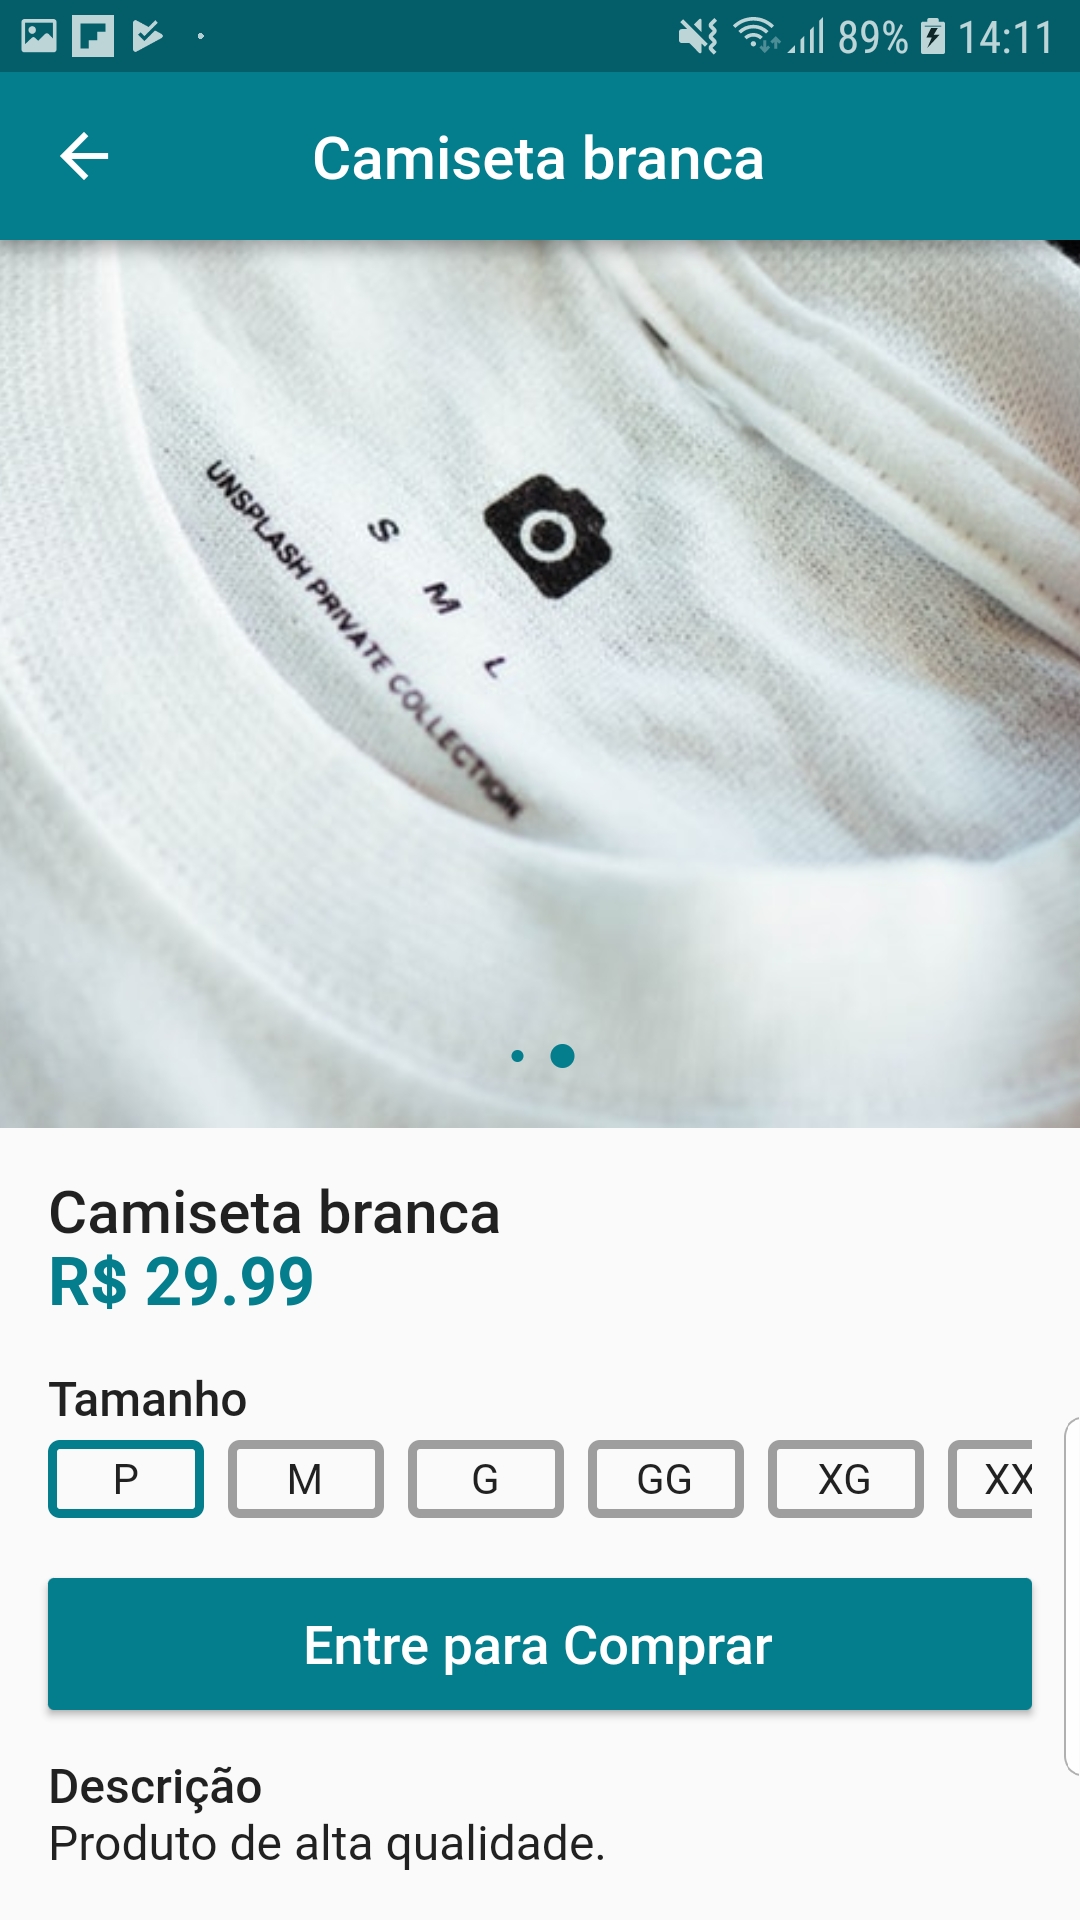 89% 14:11
Camiseta branca
S
M
L
UNSPLASH PRIVATE COLLECTION
Camiseta branca
R$ 29.99
Tamanho
P M G GG XG XX
Entre para Comprar
Descrição
Produto de alta qualidade.